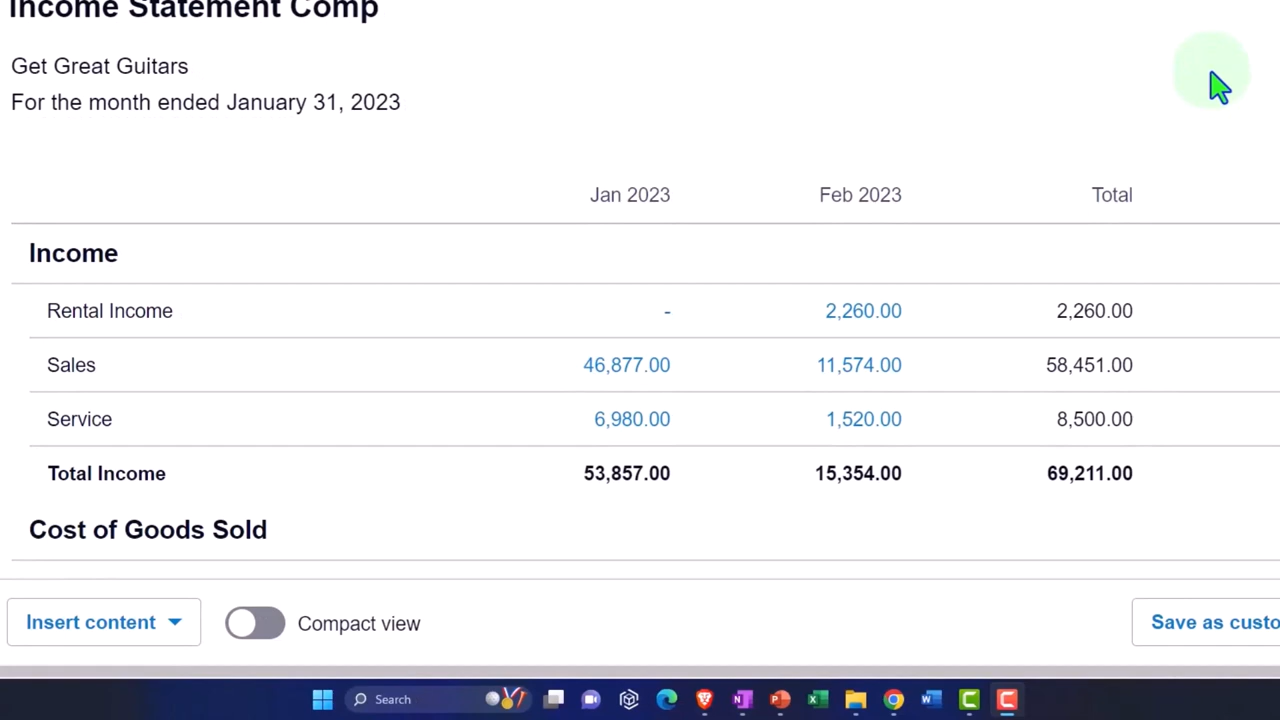 Income Statement Comp
Get Great Guitars
For the month ended January 31, 2023
Jan 2023 Feb 2023 Total
Income
Rental Income - 2,260.00 2,260.00
Sales 46,877.00 11,574.00 58,451.00
Service 6,980.00 1,520.00 8,500.00
Total Income 53,857.00 15,354.00 69,211.00
Cost of Goods Sold
Insert content Compact view Save as custo
Search